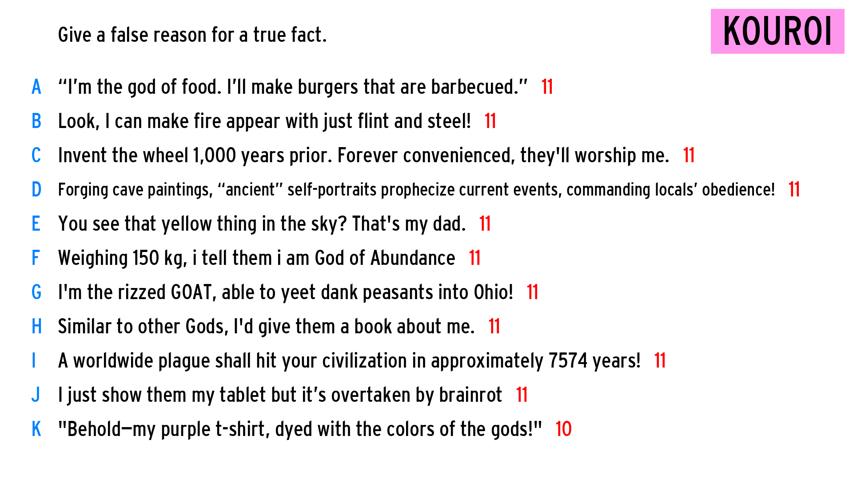 Give a false reason for a true fact.
KOUROI
A “I’m the god of food. I’ll make burgers that are barbecued.” 11
B Look, I can make fire appear with just flint and steel! 11
C Invent the wheel 1,000 years prior. Forever convenienced, they'll worship me. 11
D Forging cave paintings, “ancient” self-portraits prophecize current events, commanding locals’ obedience! 11
E You see that yellow thing in the sky? That's my dad. 11
F Weighing 150 kg, i tell them i am God of Abundance 11
G I'm the rizzed GOAT, able to yeet dank peasants into Ohio! 11
H Similar to other Gods, I'd give them a book about me. 11
I A worldwide plague shall hit your civilization in approximately 7574 years! 11
J I just show them my tablet but it’s overtaken by brainrot 11
K "Behold—my purple t-shirt, dyed with the colors of the gods!" 10